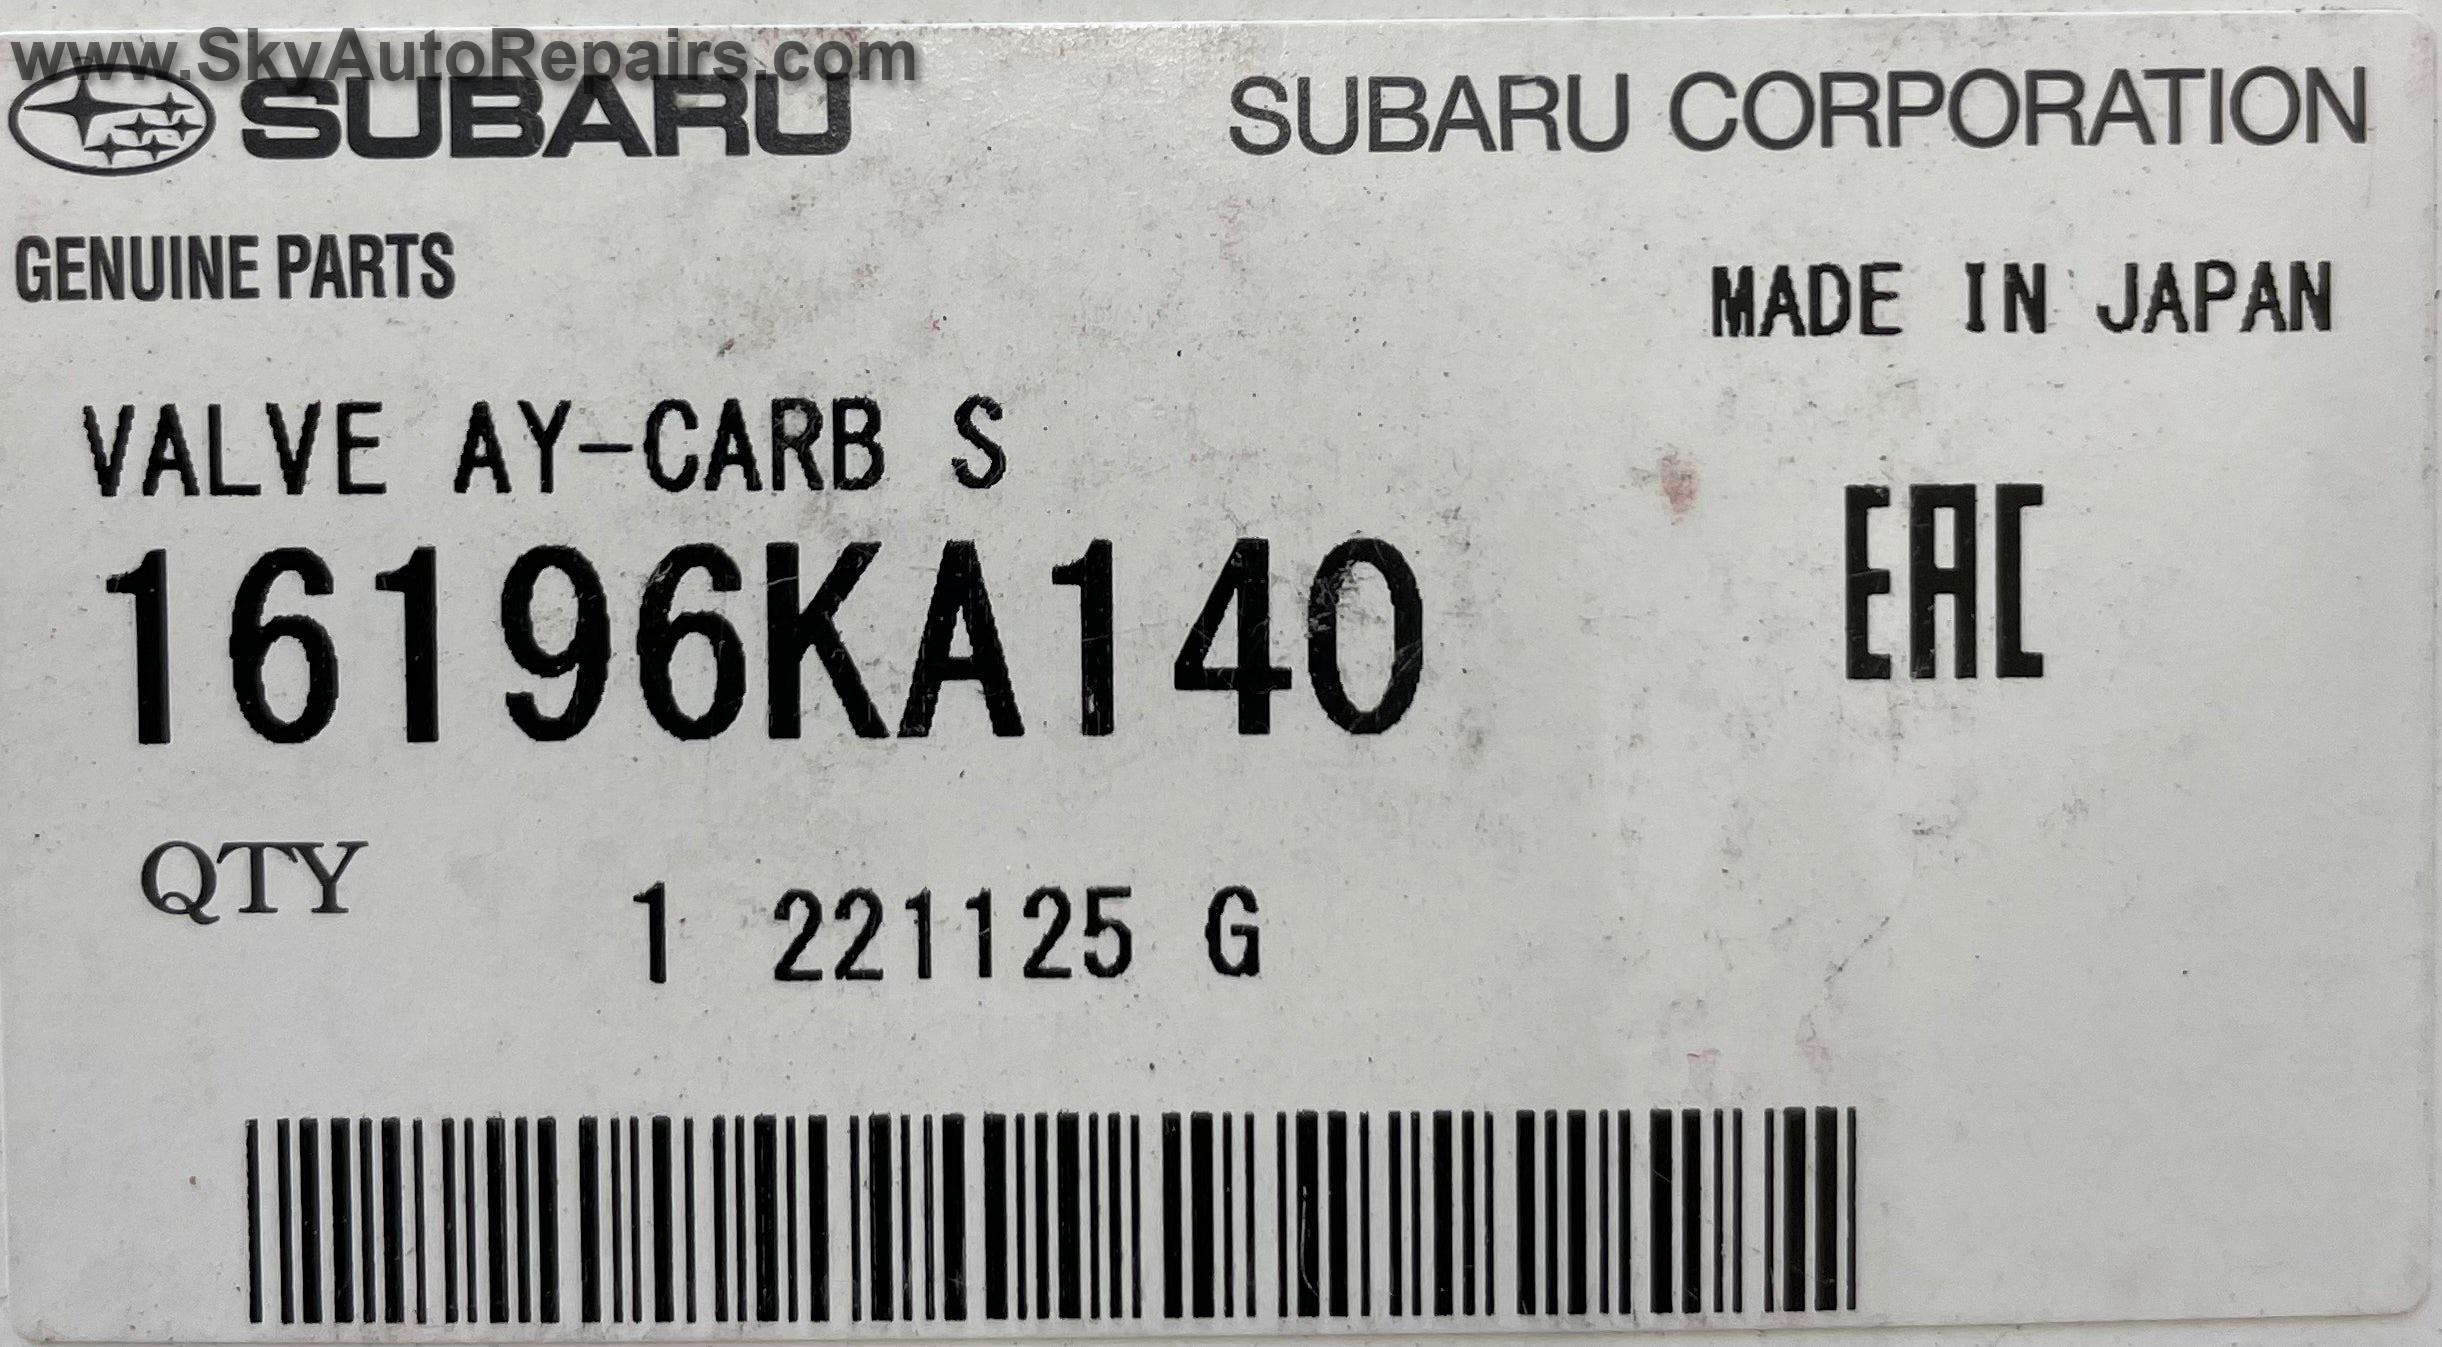 www.SkyAutoRepairs.com
SUBARU
SUBARU CORPORATION
GENUINE PARTS
MADE IN JAPAN
VALVE AY-CARB S
16196KA140
EAC
QTY 1 221125 G